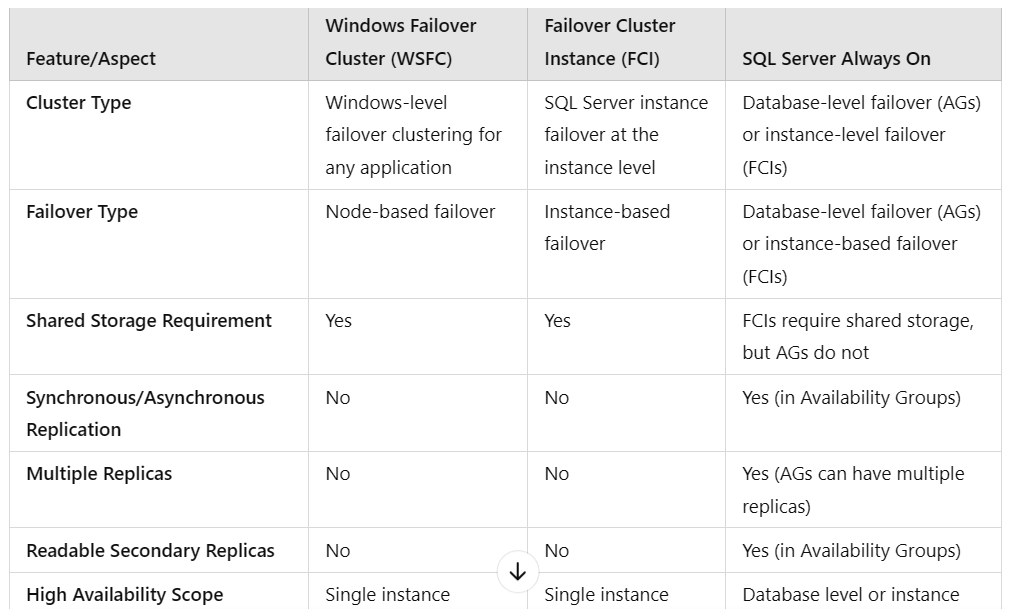 Feature/Aspect
Windows Failover
Cluster (WSFC)
Failover Cluster
Instance (FCI)
SQL Server Always On
Cluster Type
Windows-level
failover clustering for
any application
SQL Server instance
failover at the
instance level
Database-level failover (AGs)
or instance-level failover
(FCIs)
Failover Type
Node-based failover
Instance-based
failover
Database-level failover (AGs)
or instance-based failover
(FCIs)
Shared Storage Requirement
Yes
Yes
FCIs require shared storage,
but AGs do not
Synchronous/Asynchronous
Replication
No
No
Yes (in Availability Groups)
Multiple Replicas
No
No
Yes (AGs can have multiple
replicas)
Readable Secondary Replicas
No
No
Yes (in Availability Groups)
High Availability Scope
Single instance
Single instance
Database level or instance